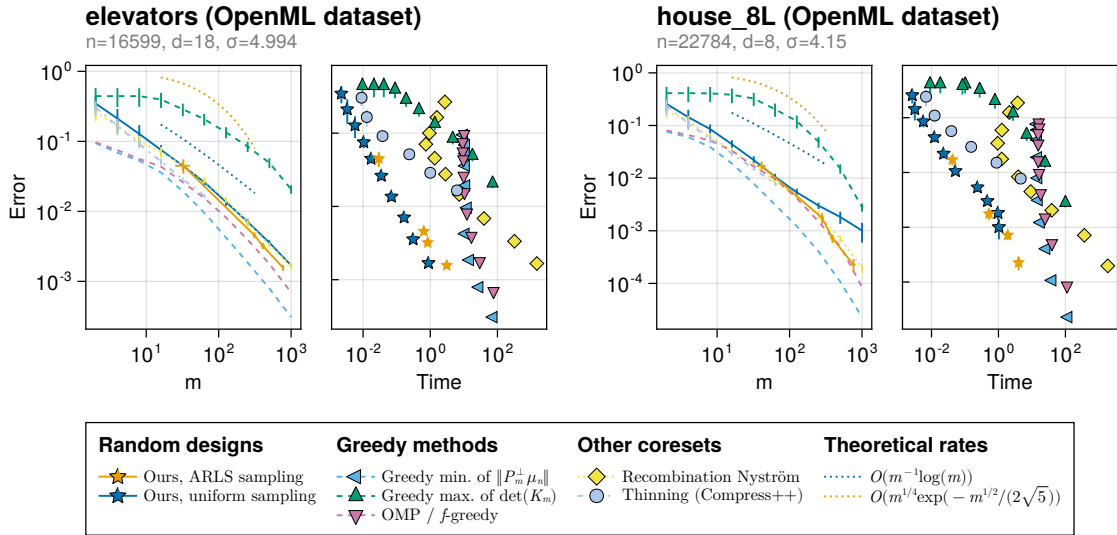 elevators (OpenML dataset)
n=16599, d=18, σ=4.994
10^0
10^-1
10^-2
10^-3
Error
10^1
10^2
10^3
m
10^-2
10^0
10^2
Time
house_8L (OpenML dataset)
n=22784, d=8, σ=4.15
10^0
10^-1
10^-2
10^-3
10^-4
Error
10^1
10^2
10^3
m
10^-2
10^0
10^2
Time
Random designs
Ours, ARLS sampling
Ours, uniform sampling
Greedy methods
Greedy min. of ‖P_m^⊥ μ_n‖
Greedy max. of det(K_m)
OMP / f-greedy
Other coresets
Recombination Nyström
Thinning (Compress++)
Theoretical rates
O(m^{-1}log(m))
O(m^{1/4}exp(−m^{1/2}/(2√5))